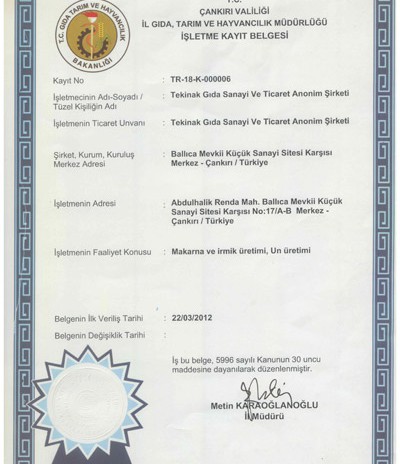 T.C.
ÇANKIRI VALİLİĞİ
İL GIDA, TARIM VE HAYVANCILIK MÜDÜRLÜĞÜ
İŞLETME KAYIT BELGESİ
T.C. GIDA TARIM VE HAYVANCILIK
BAKANLIĞI
Kayıt No : TR-18-K-000006
İşletmecinin Adı-Soyadı / : Tekinak Gıda Sanayi Ve Ticaret Anonim Şirketi
Tüzel Kişiliğin Adı
İşletmenin Ticaret Unvanı : Tekinak Gıda Sanayi Ve Ticaret Anonim Şirketi
Şirket, Kurum, Kuruluş : Ballıca Mevkii Küçük Sanayi Sitesi Karşısı
Merkez Adresi Merkez - Çankırı / Türkiye
İşletmenin Adresi : Abdulhalik Renda Mah. Ballıca Mevkii Küçük
Sanayi Sitesi Karşısı No:17/A-B Merkez -
Çankırı / Türkiye
İşletmenin Faaliyet Konusu : Makarna ve irmik üretimi, Un üretimi
Belgenin İlk Veriliş Tarihi : 22/03/2012
Belgenin Değişiklik Tarihi :
İş bu belge, 5996 sayılı Kanunun 30 uncu
maddesine dayanılarak düzenlenmiştir.
Metin KARAOĞLANOĞLU
İl Müdürü